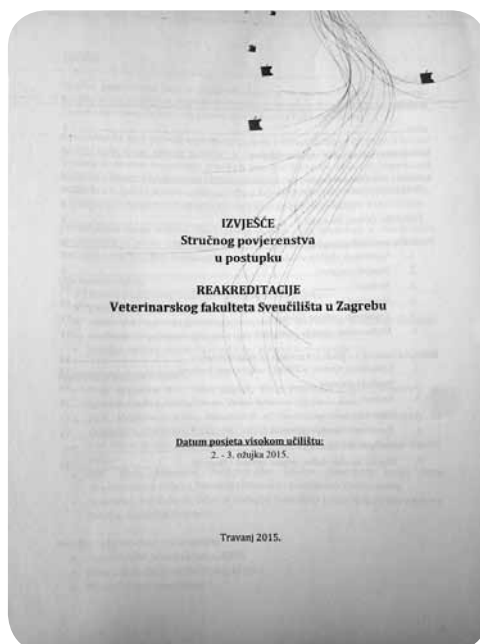 IZVJEŠĆE
Stručnog povjerenstva
u postupku
REAKREDITACIJE
Veterinarskog fakulteta Sveučilišta u Zagrebu
Datum posjeta visokom učilištu:
2. - 3. ožujka 2015.
Travanj 2015.